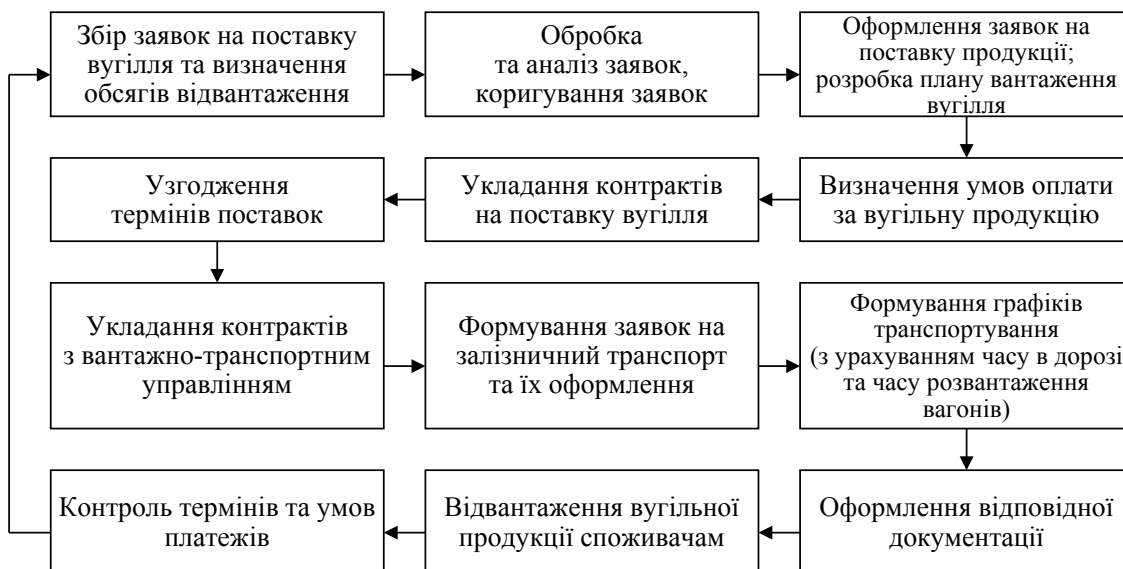 Збір заявок на поставку
вугілля та визначення
обсягів відвантаження
Обробка
та аналіз заявок,
коригування заявок
Оформлення заявок на
поставку продукції;
розробка плану вантаження
вугілля
Узгодження
термінів поставок
Укладання контрактів
на поставку вугілля
Визначення умов оплати
за вугільну продукцію
Укладання контрактів
з вантажно-транспортним
управлінням
Формування заявок на
залізничний транспорт
та їх оформлення
Формування графіків
транспортування
(з урахуванням часу в дорозі
та часу розвантаження
вагонів)
Контроль термінів та умов
платежів
Відвантаження вугільної
продукції споживачам
Оформлення відповідної
документації